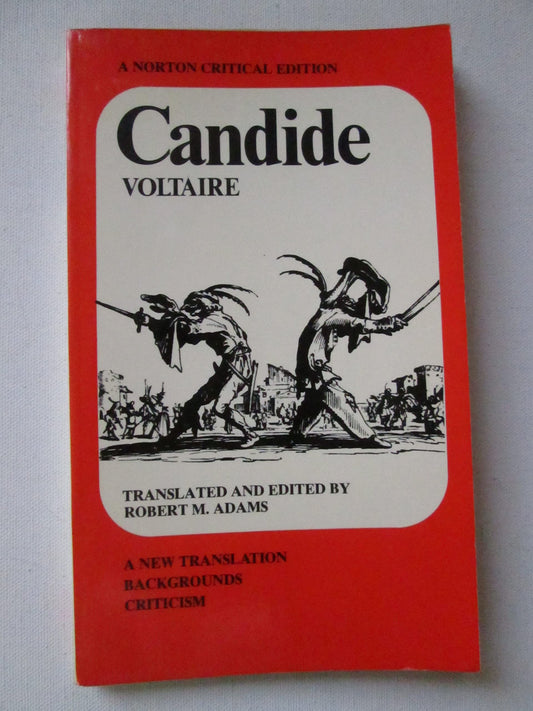 A NORTON CRITICAL EDITION
Candide
VOLTAIRE
TRANSLATED AND EDITED BY
ROBERT M. ADAMS
A NEW TRANSLATION
BACKGROUNDS
CRITICISM